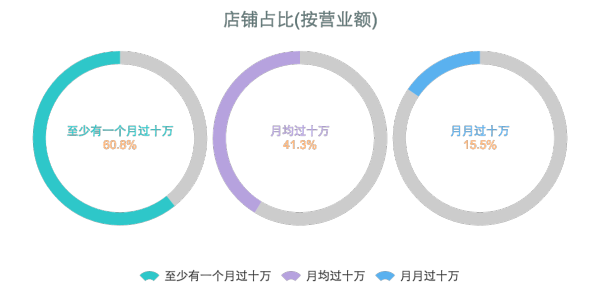 店铺占比(按营业额)
至少有一个月过十万
60.8%
月均过十万
41.3%
月月过十万
15.5%
至少有一个月过十万 月均过十万 月月过十万